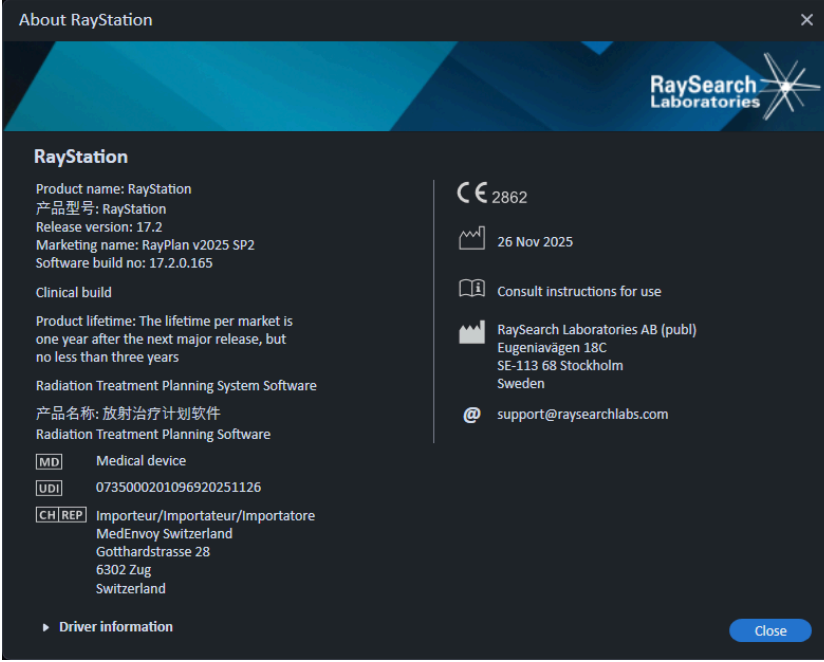 About RayStation
RaySearch
Laboratories
RayStation
Product name: RayStation
产品型号: RayStation
Release version: 17.2
Marketing name: RayPlan v2025 SP2
Software build no: 17.2.0.165
Clinical build
Product lifetime: The lifetime per market is
one year after the next major release, but
no less than three years
Radiation Treatment Planning System Software
产品名称: 放射治疗计划软件
Radiation Treatment Planning Software
MD Medical device
UDI 0735000201096920251126
CH REP Importeur/Importateur/Importatore
MedEnvoy Switzerland
Gotthardstrasse 28
6302 Zug
Switzerland
Driver information
CE 2862
26 Nov 2025
Consult instructions for use
RaySearch Laboratories AB (publ)
Eugeniavägen 18C
SE-113 68 Stockholm
Sweden
@ support@raysearchlabs.com
Close